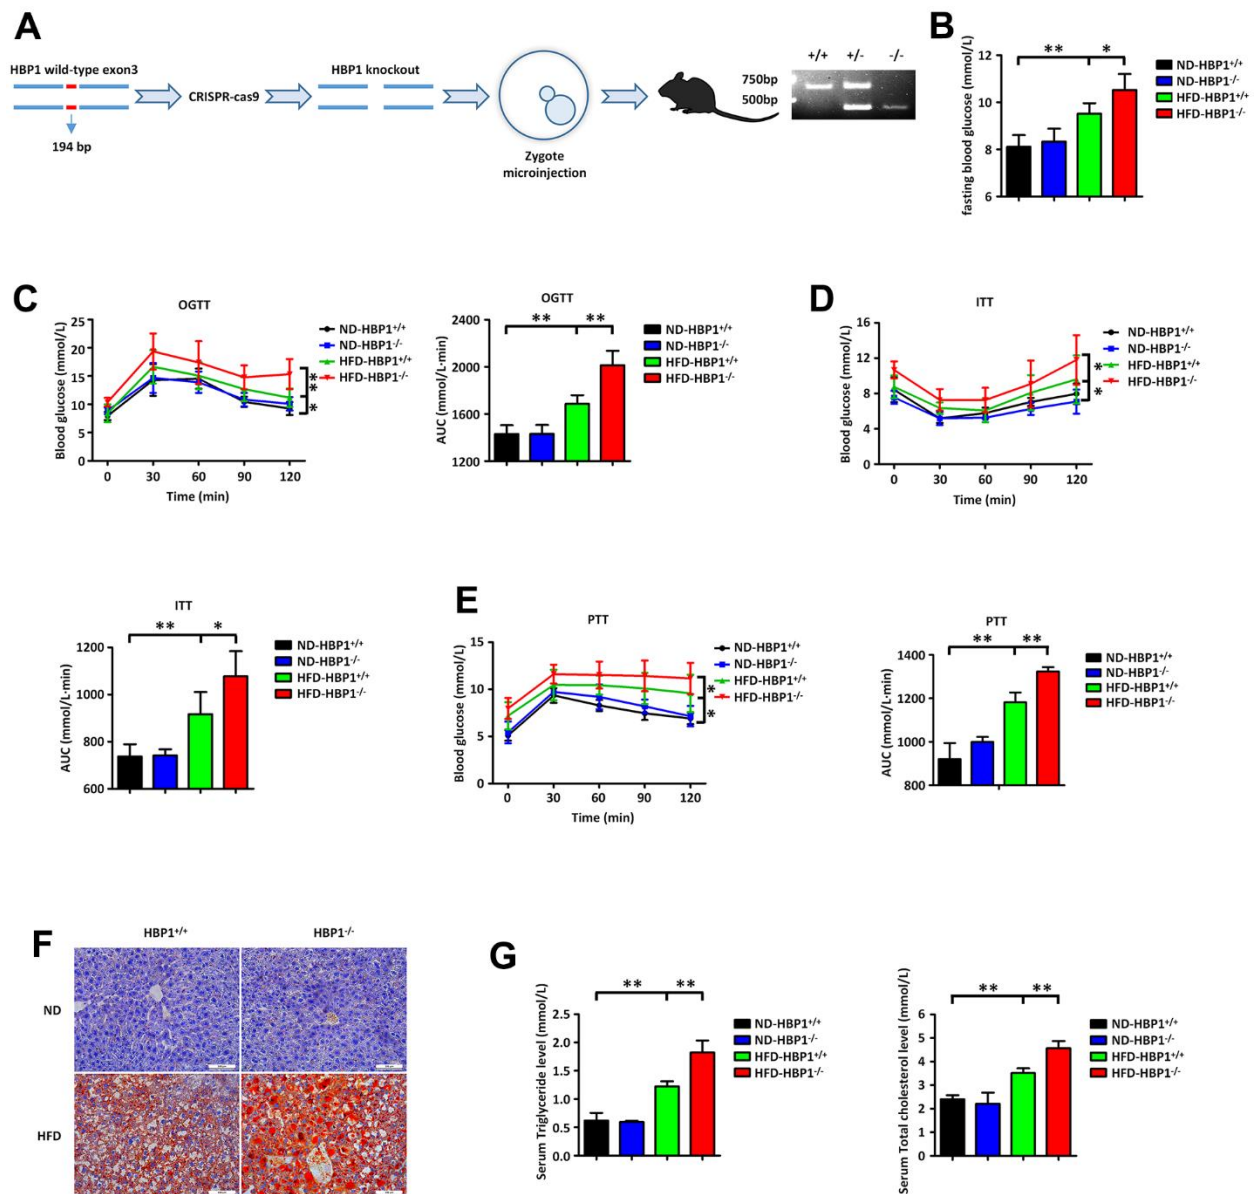 A
HBP1 wild-type exon3
194 bp
CRISPR-cas9
HBP1 knockout
Zygote
microinjection
+/+ +/- -/-
750bp
500bp
B
fasting blood glucose (mmol/L)
12
10
8
6
** *
ND-HBP1+/+
ND-HBP1-/-
HFD-HBP1+/+
HFD-HBP1-/-
C
OGTT
Blood glucose (mmol/L)
25
20
15
10
5
0
0 30 60 90 120
Time (min)
**
*
ND-HBP1+/+
ND-HBP1-/-
HFD-HBP1+/+
HFD-HBP1-/-
OGTT
AUC (mmol/L·min)
2400
2000
1600
1200
** **
ND-HBP1+/+
ND-HBP1-/-
HFD-HBP1+/+
HFD-HBP1-/-
D
ITT
Blood glucose (mmol/L)
16
12
8
4
0
0 30 60 90 120
Time (min)
*
*
ND-HBP1+/+
ND-HBP1-/-
HFD-HBP1+/+
HFD-HBP1-/-
ITT
AUC (mmol/L·min)
1200
1000
800
600
** *
ND-HBP1+/+
ND-HBP1-/-
HFD-HBP1+/+
HFD-HBP1-/-
E
PTT
Blood glucose (mmol/L)
15
10
5
0
0 30 60 90 120
Time (min)
*
*
ND-HBP1+/+
ND-HBP1-/-
HFD-HBP1+/+
HFD-HBP1-/-
PTT
AUC (mmol/L·min)
1400
1200
1000
800
** **
ND-HBP1+/+
ND-HBP1-/-
HFD-HBP1+/+
HFD-HBP1-/-
F
HBP1+/+ HBP1-/-
ND
HFD
G
Serum Triglyceride level (mmol/L)
2.5
2.0
1.5
1.0
0.5
0.0
** **
ND-HBP1+/+
ND-HBP1-/-
HFD-HBP1+/+
HFD-HBP1-/-
Serum Total cholesterol level (mmol/L)
6
5
4
3
2
1
0
** **
ND-HBP1+/+
ND-HBP1-/-
HFD-HBP1+/+
HFD-HBP1-/-